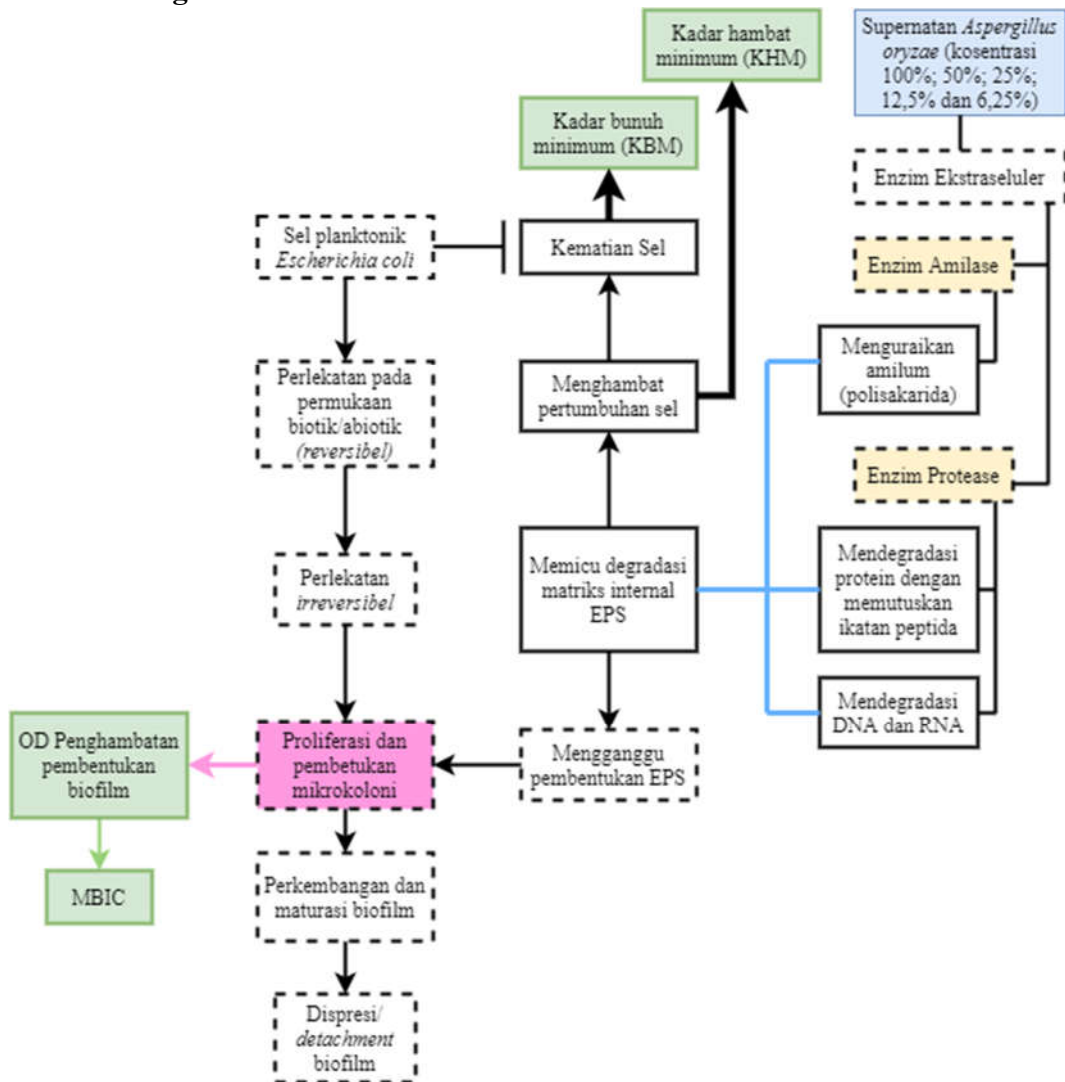 Kadar hambat
minimum (KHM)
Supernatan Aspergillus
oryzae (kosentrasi
100%; 50%; 25%;
12,5% dan 6,25%)
Kadar bunuh
minimum (KBM)
Enzim Ekstraseluler
Sel planktonik
Escherichia coli
Kematian Sel
Enzim Amilase
Perlekatan pada
permukaan
biotik/abiotik
(reversibel)
Menghambat
pertumbuhan sel
Menguraikan
amilum
(polisakarida)
Enzim Protease
Perlekatan
irreversibel
Memicu degradasi
matriks internal
EPS
Mendegradasi
protein dengan
memutuskan
ikatan peptida
Mendegradasi
DNA dan RNA
OD Penghambatan
pembentukan
biofilm
Proliferasi dan
pembetukan
mikrokoloni
Mengganggu
pembentukan EPS
MBIC
Perkembangan dan
maturasi biofilm
Dispresi/
detachment
biofilm